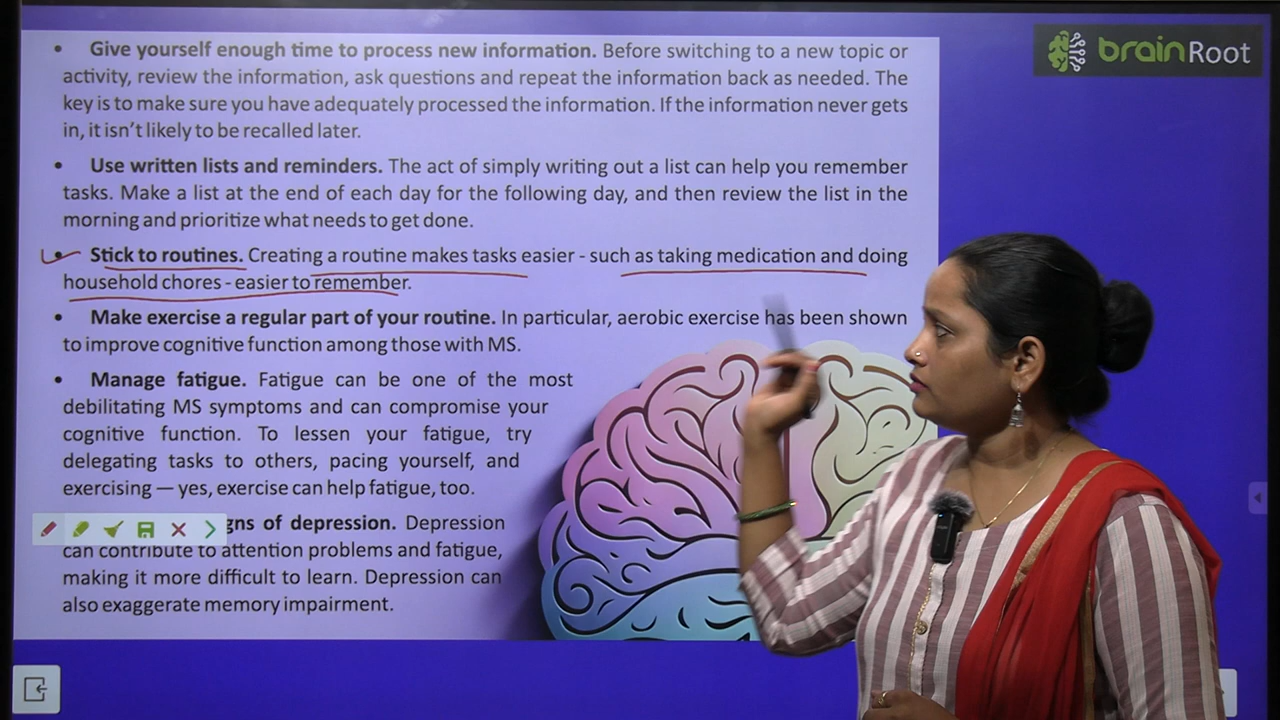 brainRoot
• Give yourself enough time to process new information. Before switching to a new topic or
activity, review the information, ask questions and repeat the information back as needed. The
key is to make sure you have adequately processed the information. If the information never gets
in, it isn't likely to be recalled later.
• Use written lists and reminders. The act of simply writing out a list can help you remember
tasks. Make a list at the end of each day for the following day, and then review the list in the
morning and prioritize what needs to get done.
• Stick to routines. Creating a routine makes tasks easier - such as taking medication and doing
household chores - easier to remember.
• Make exercise a regular part of your routine. In particular, aerobic exercise has been shown
to improve cognitive function among those with MS.
• Manage fatigue. Fatigue can be one of the most
debilitating MS symptoms and can compromise your
cognitive function. To lessen your fatigue, try
delegating tasks to others, pacing yourself, and
exercising — yes, exercise can help fatigue, too.
of depression. Depression
can contribute to attention problems and fatigue,
making it more difficult to learn. Depression can
also exaggerate memory impairment.